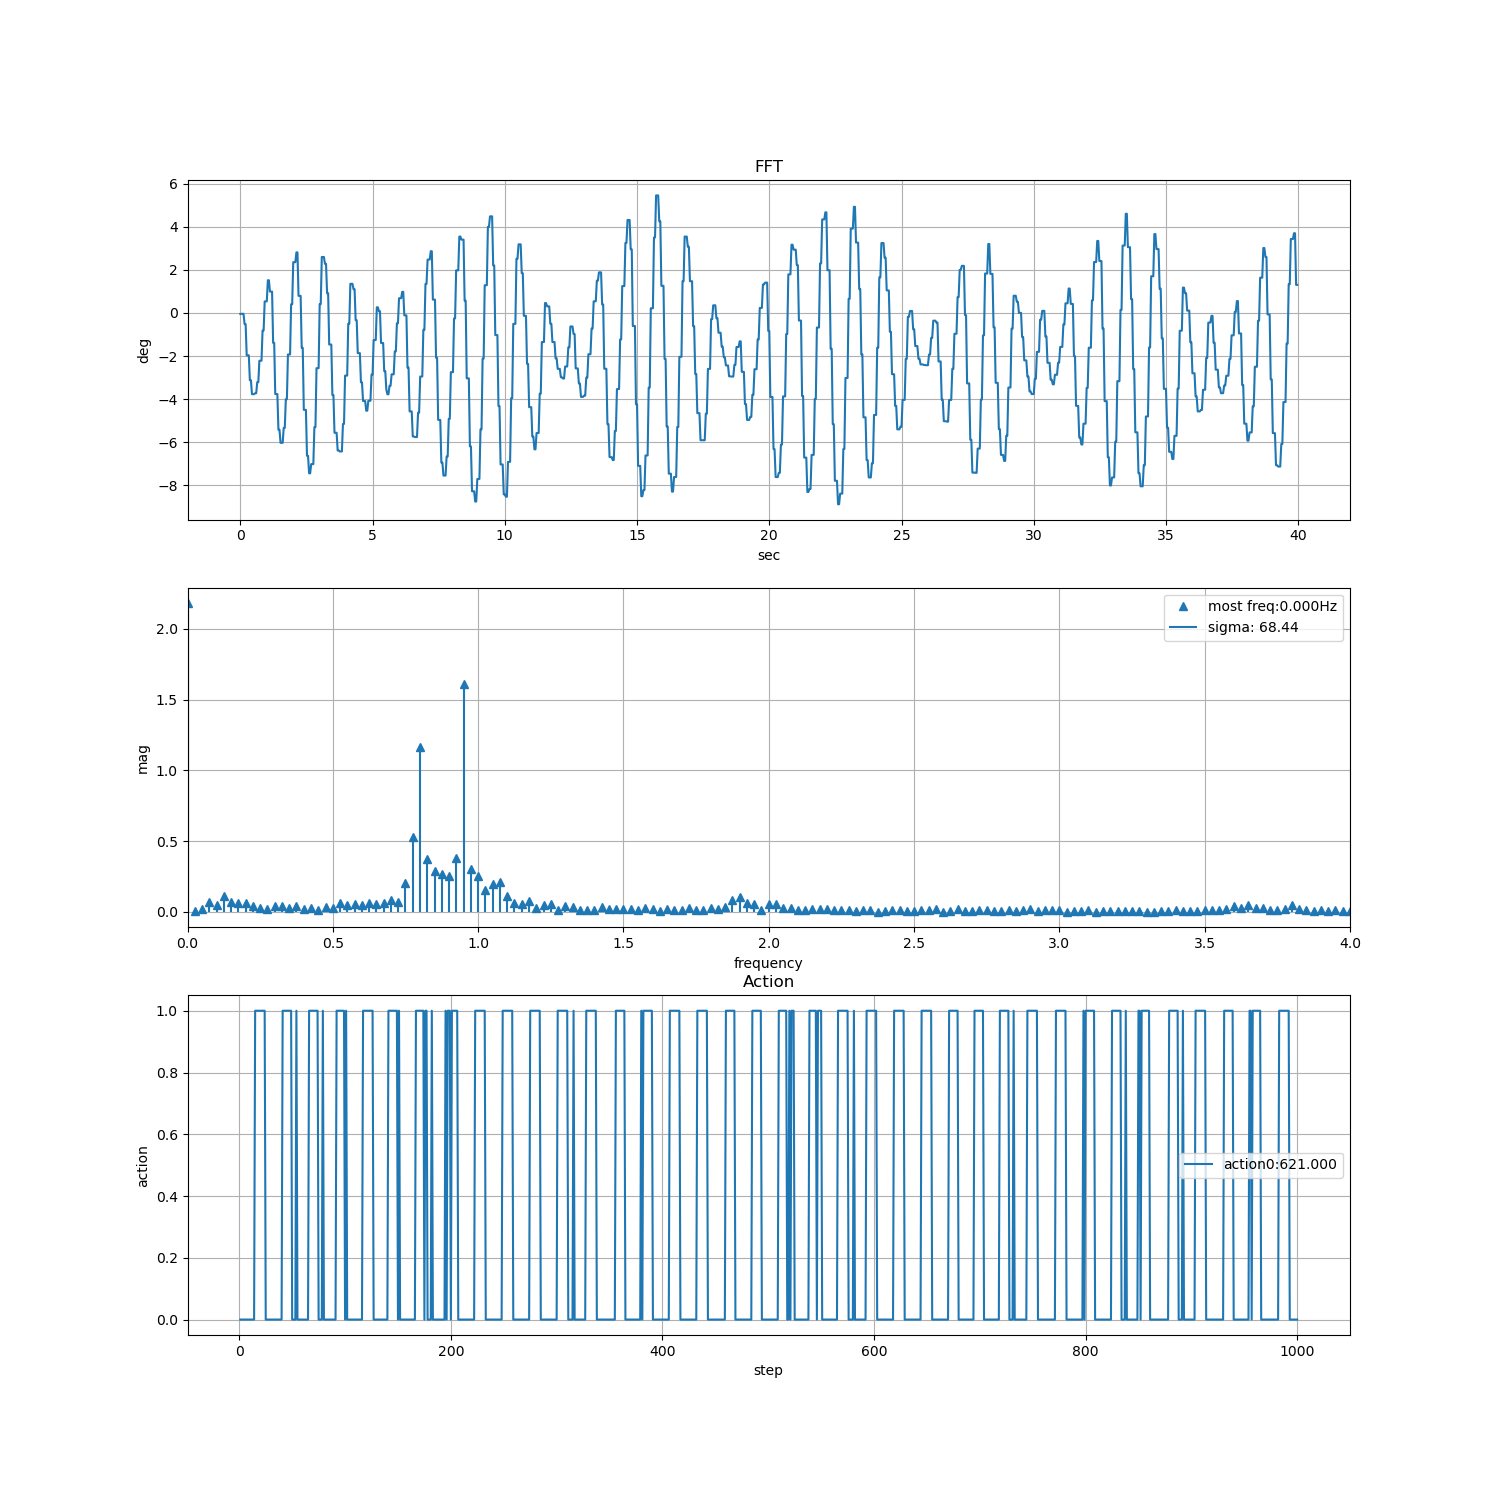 FFT
6
4
2
0
−2
−4
−6
−8
deg
0 5 10 15 20 25 30 35 40
sec
most freq:0.000Hz
sigma: 68.44
2.0
1.5
1.0
0.5
0.0
mag
0.0 0.5 1.0 1.5 2.0 2.5 3.0 3.5 4.0
frequency
Action
1.0
0.8
0.6
0.4
0.2
0.0
action
action0:621.000
0 200 400 600 800 1000
step